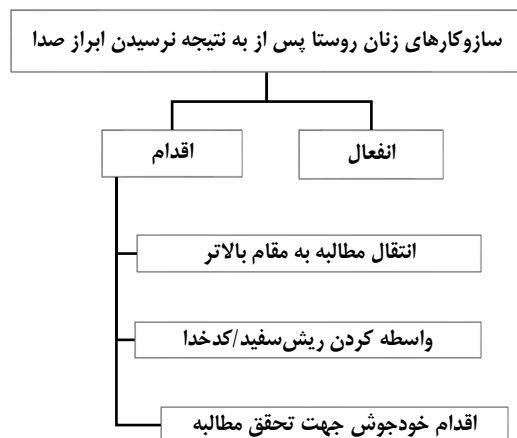 سازوکارهای زنان روستا پس از به نتیجه نرسیدن ابراز صدا
انفعال
اقدام
انتقال مطالبه به مقام بالاتر
واسطه کردن ریش‌سفید/کدخدا
اقدام خودجوش جهت تحقق مطالبه